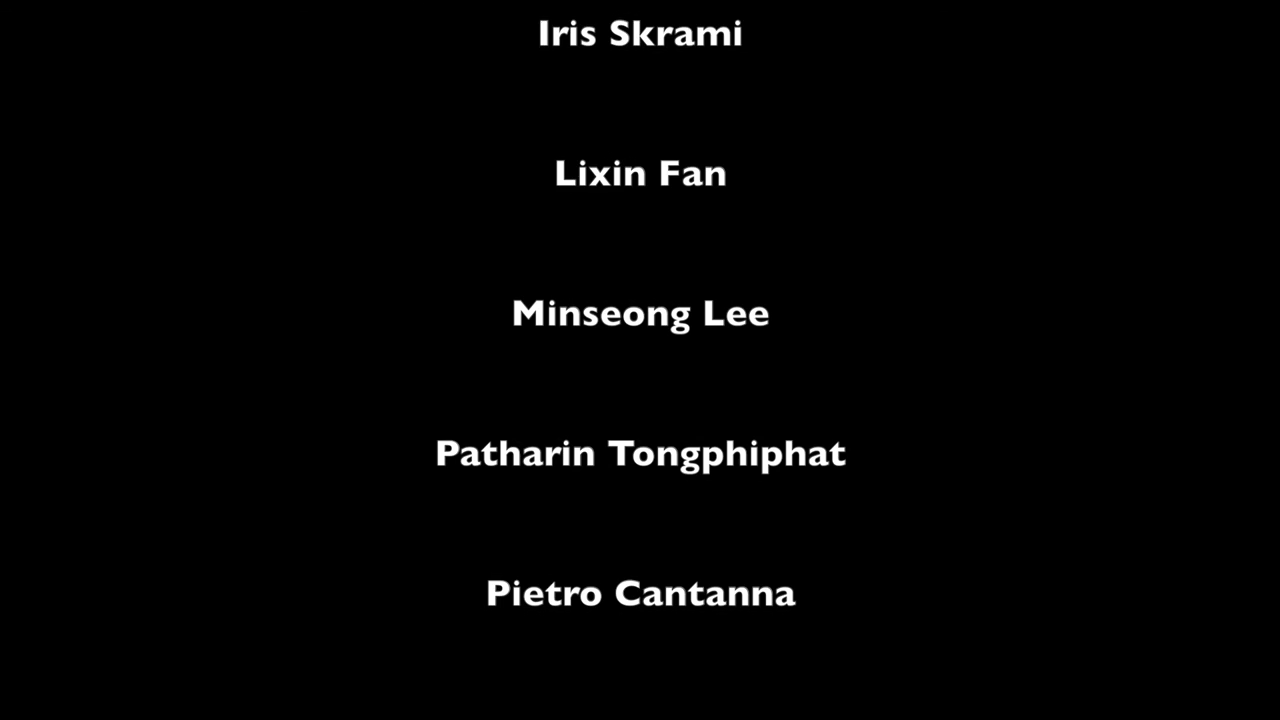 Iris Skrami
Lixin Fan
Minseong Lee
Patharin Tongphiphat
Pietro Cantanna